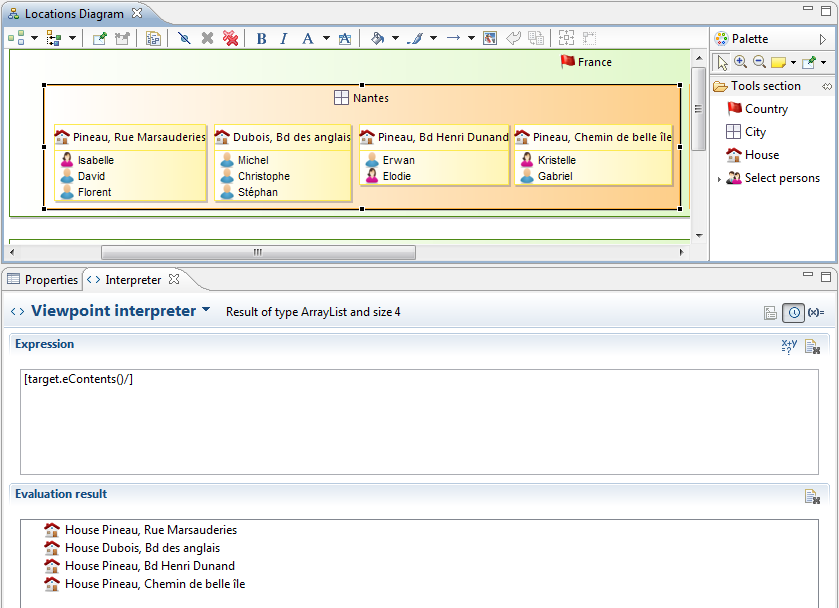 Locations Diagram
B I A
Palette
France
Nantes
Pineau, Rue Marsauderies
Isabelle
David
Florent
Dubois, Bd des anglais
Michel
Christophe
Stéphan
Pineau, Bd Henri Dunand
Erwan
Elodie
Pineau, Chemin de belle île
Kristelle
Gabriel
Tools section
Country
City
House
Select persons
Properties
Interpreter
Viewpoint interpreter
Result of type ArrayList and size 4
(x)=
Expression
x+y
=?
[target.eContents()/]
Evaluation result
House Pineau, Rue Marsauderies
House Dubois, Bd des anglais
House Pineau, Bd Henri Dunand
House Pineau, Chemin de belle île